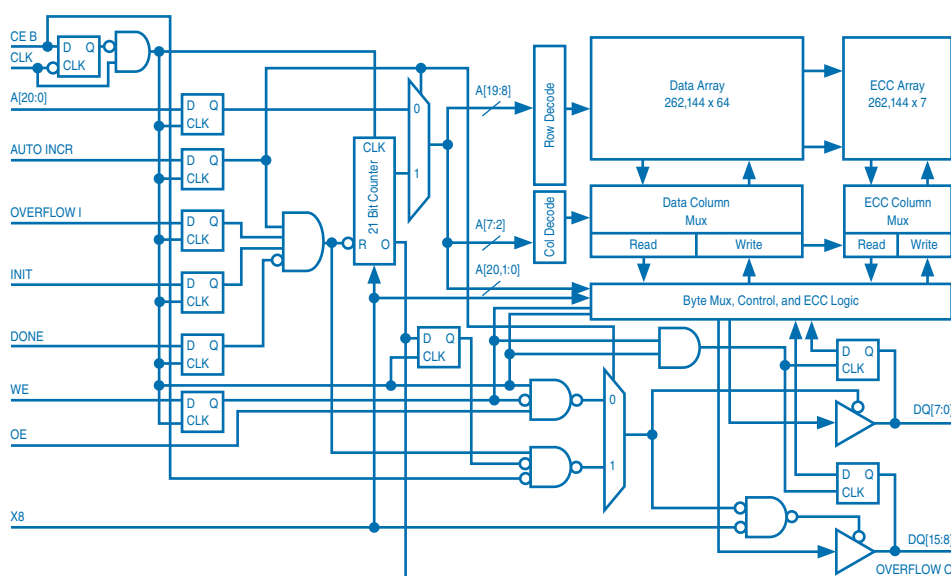 CE B
CLK
D Q
CLK
A[20:0]
D Q
CLK
AUTO INCR
D Q
CLK
OVERFLOW I
D Q
CLK
INIT
D Q
CLK
DONE
D Q
CLK
WE
D Q
CLK
OE
X8
CLK
21 Bit Counter
R O
0
1
D Q
CLK
A[19:8]
A[7:2]
A[20,1:0]
Row Decode
Col Decode
Data Array
262,144 x 64
ECC Array
262,144 x 7
Data Column
Mux
Read Write
ECC Column
Mux
Read Write
Byte Mux, Control, and ECC Logic
0
1
D Q
CLK
DQ[7:0]
D Q
CLK
DQ[15:8]
OVERFLOW O